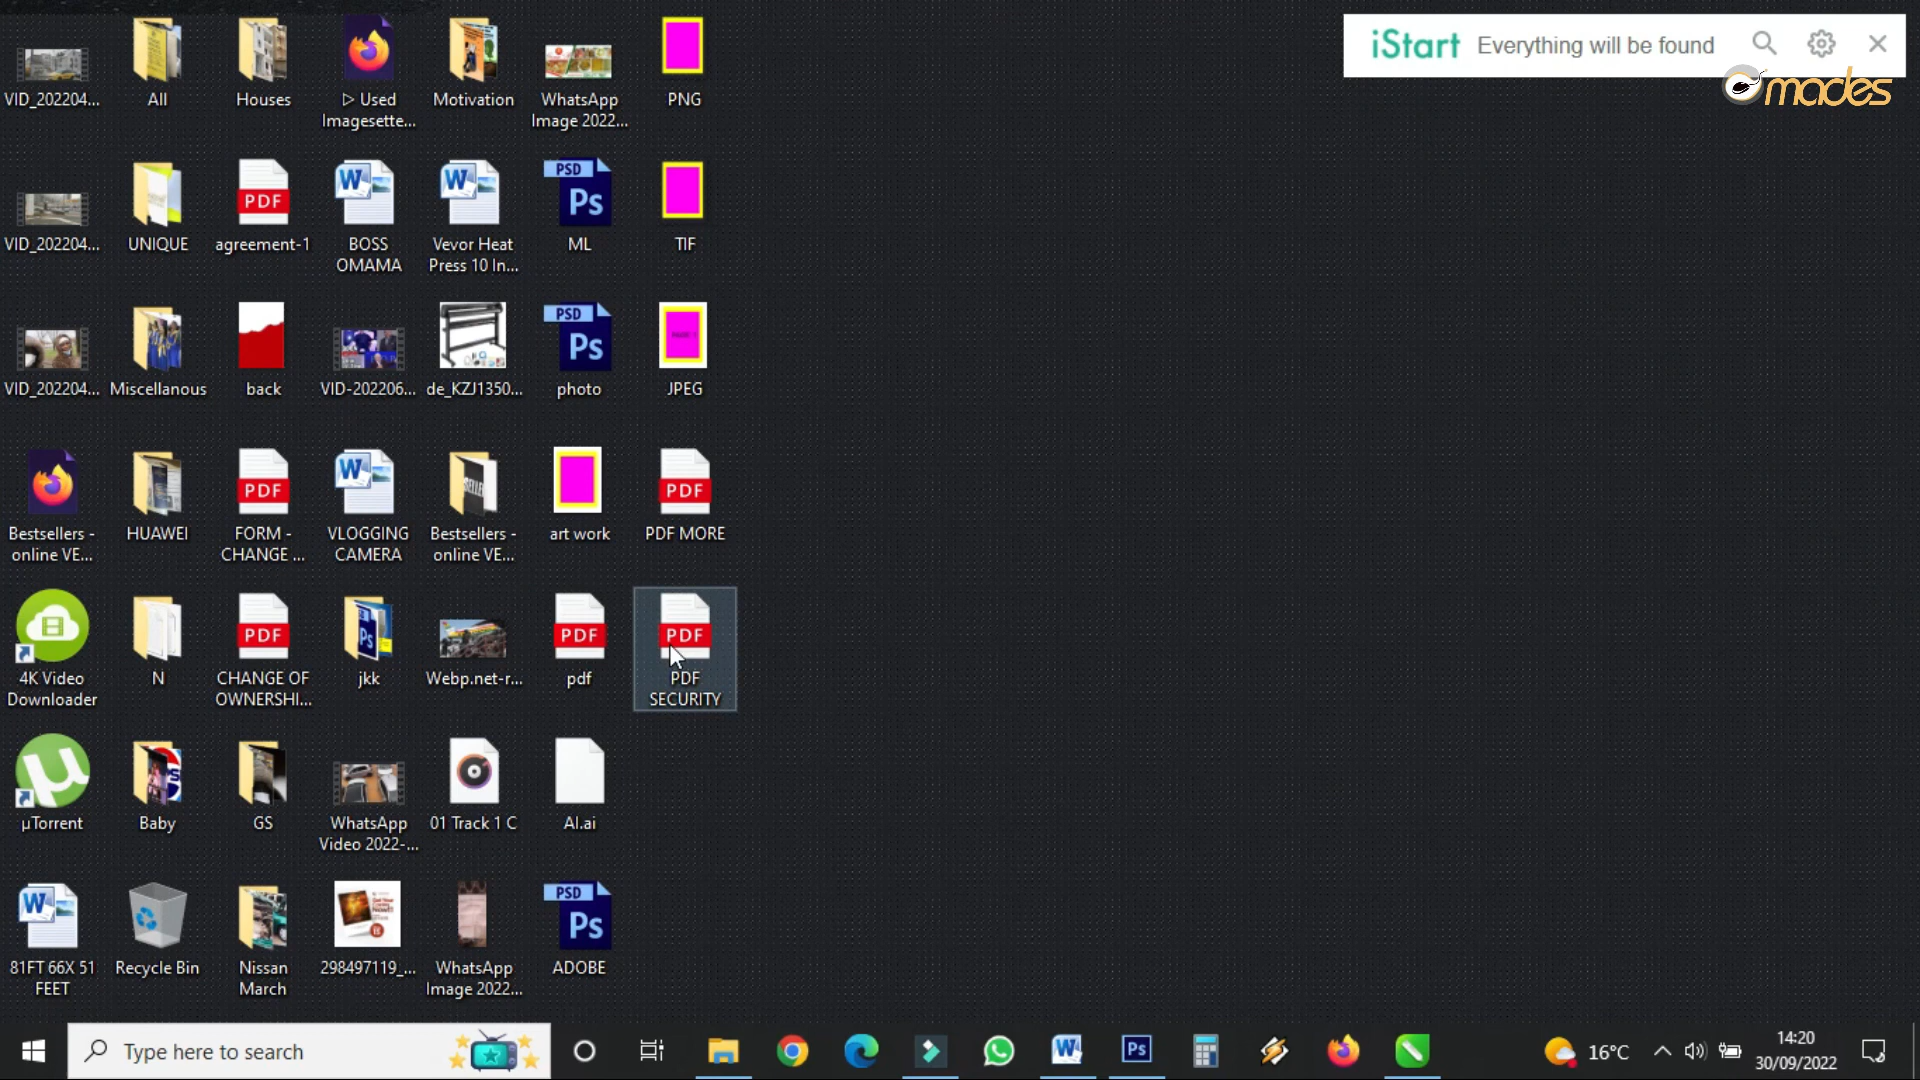 iStart Everything will be found
omades
VID_202204...
All
Houses
▷ Used
Imagesette...
Motivation
WhatsApp
Image 2022...
PNG
VID_202204...
UNIQUE
PDF
agreement-1
W
BOSS
OMAMA
W
Vevor Heat
Press 10 In...
PSD
Ps
ML
TIF
VID_202204...
Miscellanous
back
VID-202206...
de_KZJ1350...
PSD
Ps
photo
JPEG
Bestsellers -
online VE...
HUAWEI
PDF
FORM -
CHANGE ...
W
VLOGGING
CAMERA
Bestsellers -
online VE...
art work
PDF
PDF MORE
4K Video
Downloader
N
PDF
CHANGE OF
OWNERSHI...
Ps
jkk
Webp.net-r...
PDF
pdf
PDF
PDF
SECURITY
µ
µTorrent
Baby
GS
WhatsApp
Video 2022-...
01 Track 1 C
AI.ai
W
81FT 66X 51
FEET
Recycle Bin
Nissan
March
298497119_...
WhatsApp
Image 2022...
PSD
Ps
ADOBE
Type here to search
W
Ps
16°C
14:20
30/09/2022